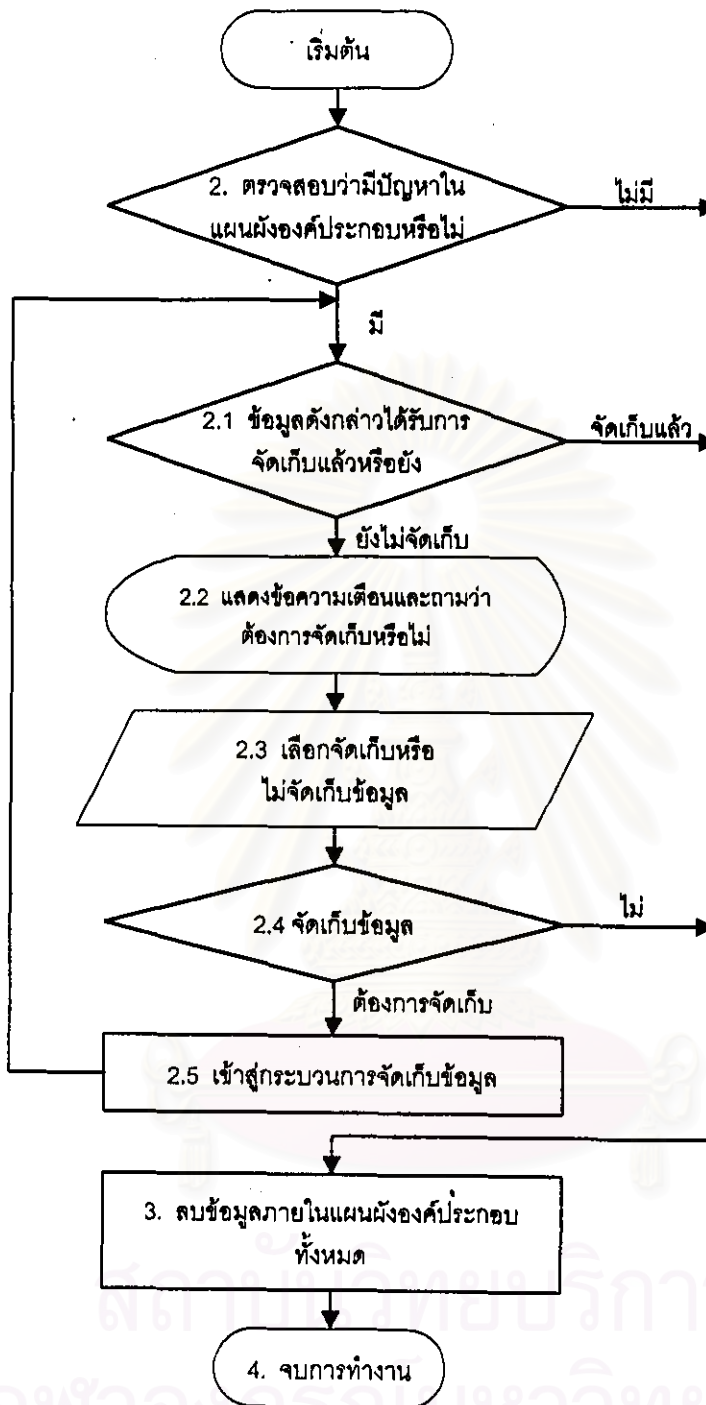 เริ่มต้น
2. ตรวจสอบว่ามีปัญหาใน
แผนผังองค์ประกอบหรือไม่
ไม่มี
มี
2.1 ข้อมูลดังกล่าวได้รับการ
จัดเก็บแล้วหรือยัง
จัดเก็บแล้ว
ยังไม่จัดเก็บ
2.2 แสดงข้อความเตือนและถามว่า
ต้องการจัดเก็บหรือไม่
2.3 เลือกจัดเก็บหรือ
ไม่จัดเก็บข้อมูล
2.4 จัดเก็บข้อมูล
ไม่
ต้องการจัดเก็บ
2.5 เข้าสู่กระบวนการจัดเก็บข้อมูล
3. ลบข้อมูลภายในแผนผังองค์ประกอบ
ทั้งหมด
สถาบันวิทยบริการ
4. จบการทำงาน